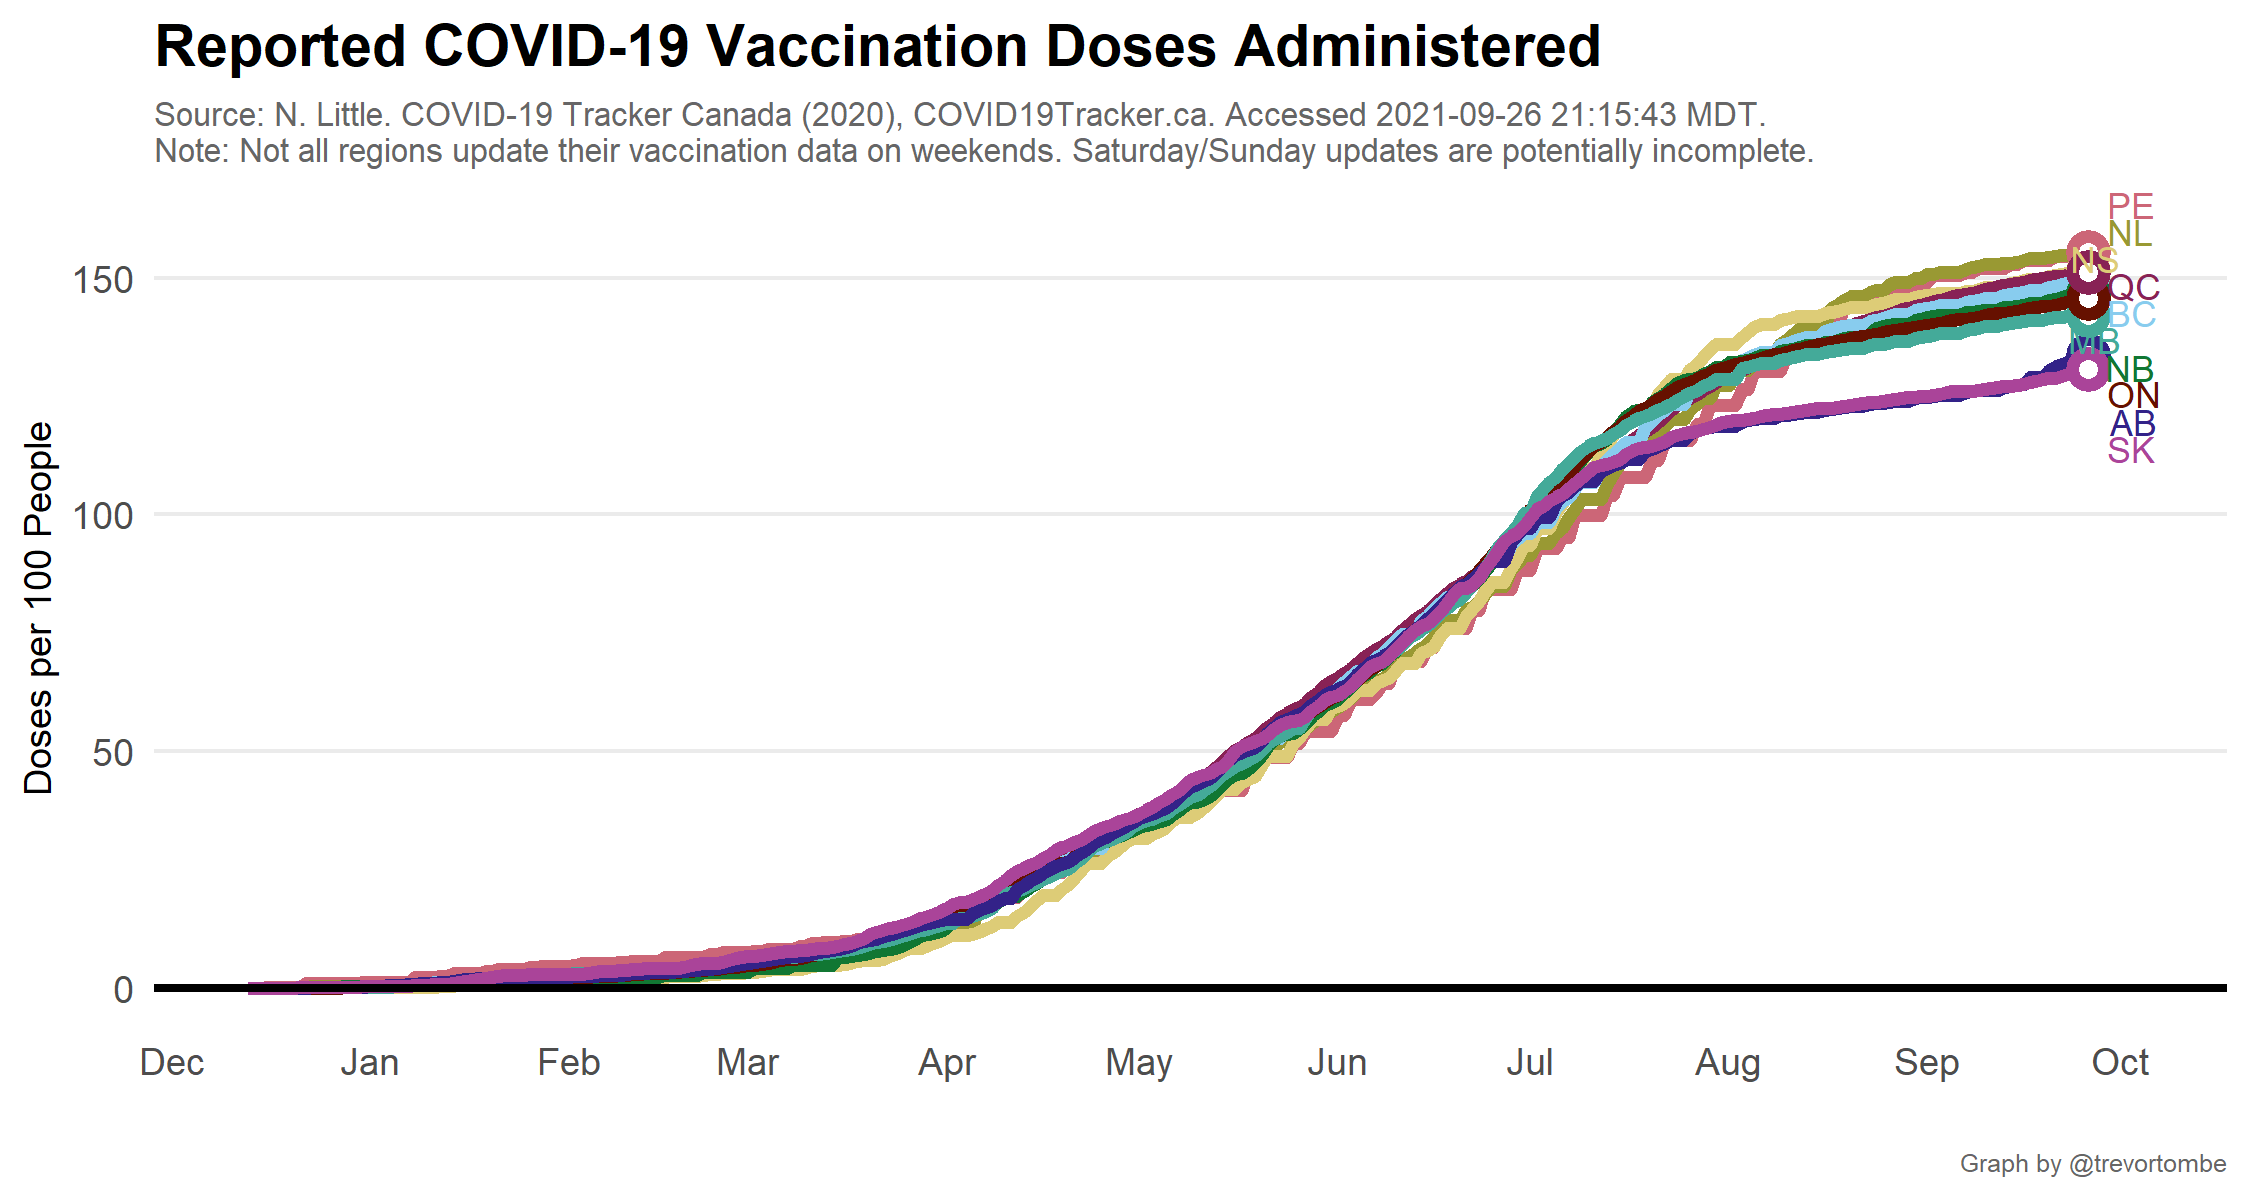 Reported COVID-19 Vaccination Doses Administered
Source: N. Little. COVID-19 Tracker Canada (2020), COVID19Tracker.ca. Accessed 2021-09-26 21:15:43 MDT.
Note: Not all regions update their vaccination data on weekends. Saturday/Sunday updates are potentially incomplete.
Doses per 100 People
150
100
50
0
PE
NL
NS
QC
BC
MB
NB
ON
AB
SK
Dec Jan Feb Mar Apr May Jun Jul Aug Sep Oct
Graph by @trevortombe